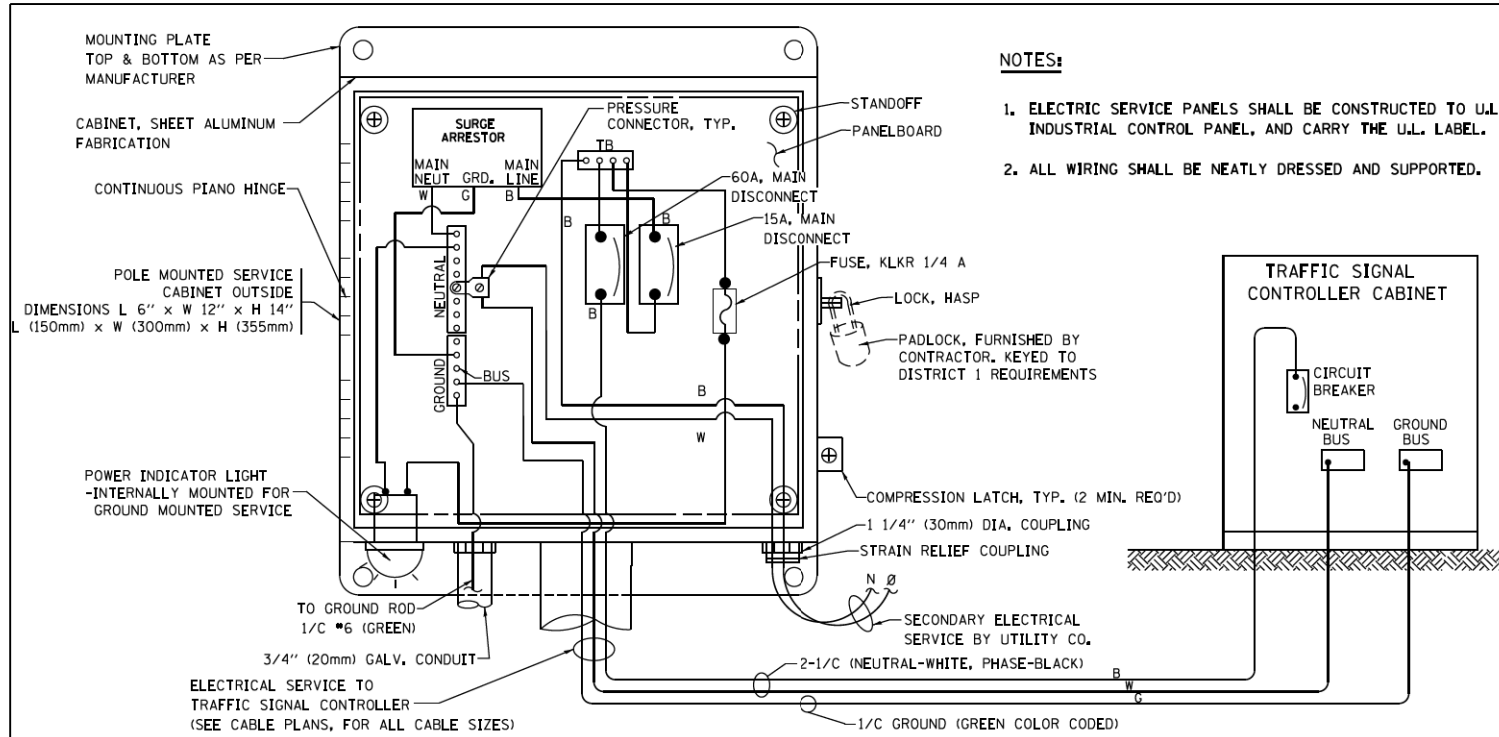 MOUNTING PLATE
TOP & BOTTOM AS PER
MANUFACTURER
CABINET, SHEET ALUMINUM
FABRICATION
CONTINUOUS PIANO HINGE
POLE MOUNTED SERVICE
CABINET OUTSIDE
DIMENSIONS L 6" x W 12" x H 14"
L (150mm) x W (300mm) x H (355mm)
POWER INDICATOR LIGHT
-INTERNALLY MOUNTED FOR
GROUND MOUNTED SERVICE
TO GROUND ROD
1/C #6 (GREEN)
3/4" (20mm) GALV. CONDUIT
ELECTRICAL SERVICE TO
TRAFFIC SIGNAL CONTROLLER
(SEE CABLE PLANS, FOR ALL CABLE SIZES)
SURGE
ARRESTOR
MAIN
NEUT
GRD.
MAIN
LINE
W
G
B
NEUTRAL
GROUND
BUS
PRESSURE
CONNECTOR, TYP.
TB
B
B
B
B
W
STANDOFF
PANELBOARD
60A, MAIN
DISCONNECT
15A, MAIN
DISCONNECT
FUSE, KLKR 1/4 A
LOCK, HASP
PADLOCK, FURNISHED BY
CONTRACTOR. KEYED TO
DISTRICT 1 REQUIREMENTS
COMPRESSION LATCH, TYP. (2 MIN. REQ'D)
1 1/4" (30mm) DIA. COUPLING
STRAIN RELIEF COUPLING
N Ø
SECONDARY ELECTRICAL
SERVICE BY UTILITY CO.
2-1/C (NEUTRAL-WHITE, PHASE-BLACK)
B
W
G
1/C GROUND (GREEN COLOR CODED)
NOTES:
1. ELECTRIC SERVICE PANELS SHALL BE CONSTRUCTED TO U.L.
INDUSTRIAL CONTROL PANEL, AND CARRY THE U.L. LABEL.
2. ALL WIRING SHALL BE NEATLY DRESSED AND SUPPORTED.
TRAFFIC SIGNAL
CONTROLLER CABINET
CIRCUIT
BREAKER
NEUTRAL
BUS
GROUND
BUS